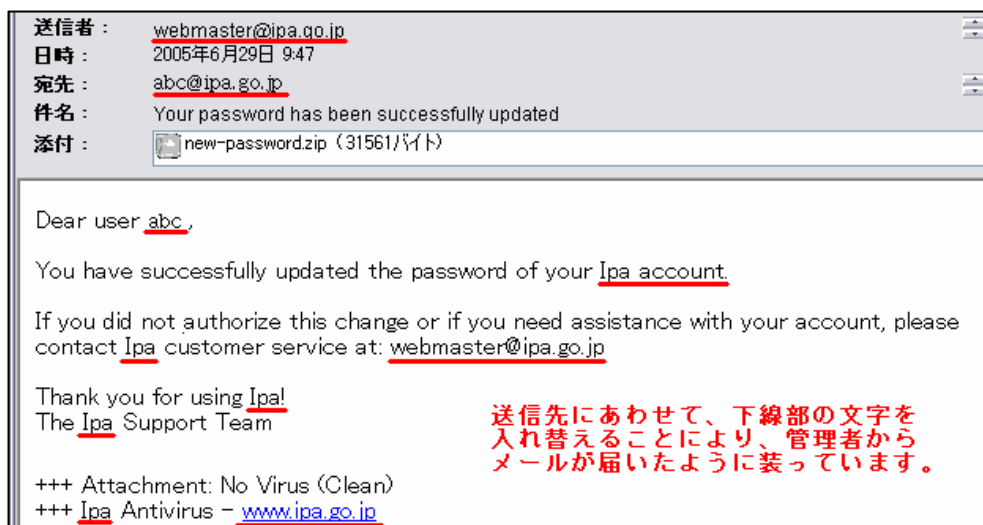 送信者： webmaster@ipa.go.jp
日時： 2005年6月29日 9:47
宛先： abc@ipa.go.jp
件名： Your password has been successfully updated
添付： new-password.zip (31561バイト)
Dear user abc ,
You have successfully updated the password of your Ipa account.
If you did not authorize this change or if you need assistance with your account, please
contact Ipa customer service at: webmaster@ipa.go.jp
Thank you for using Ipa!
The Ipa Support Team
送信先にあわせて、下線部の文字を
入れ替えることにより、管理者から
メールが届いたように装っています。
+++ Attachment: No Virus (Clean)
+++ Ipa Antivirus - www.ipa.go.jp